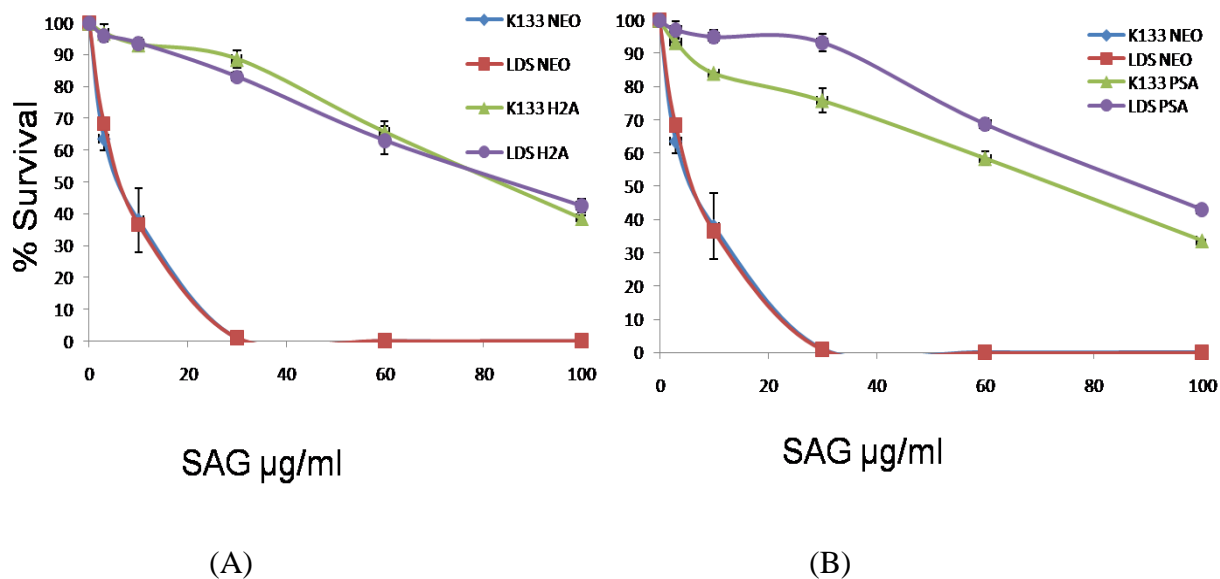 % Survival
100
90
80
70
60
50
40
30
20
10
0
0 20 40 60 80 100
SAG µg/ml
K133 NEO
LDS NEO
K133 H2A
LDS H2A
(A)
100
90
80
70
60
50
40
30
20
10
0
0 20 40 60 80 100
SAG µg/ml
K133 NEO
LDS NEO
K133 PSA
LDS PSA
(B)